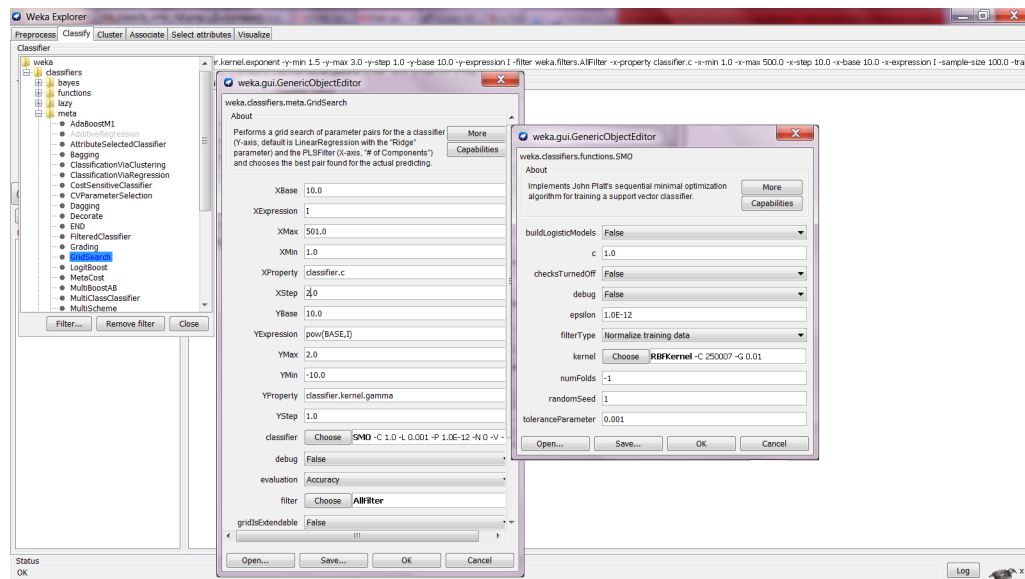 Weka Explorer
Preprocess Classify Cluster Associate Select attributes Visualize
Classifier
r.kernel.exponent -y-min 1.5 -y-max 3.0 -y-step 1.0 -y-base 10.0 -y-expression I -filter weka.filters.AllFilter -x-property classifier.c -x-min 1.0 -x-max 500.0 -x-step 10.0 -x-base 10.0 -x-expression I -sample-size 100.0 -tra
weka
classifiers
bayes
functions
lazy
meta
AdaBoostM1
AdditiveRegression
AttributeSelectedClassifier
Bagging
ClassificationViaClustering
ClassificationViaRegression
CostSensitiveClassifier
CVParameterSelection
Dagging
Decorate
END
FilteredClassifier
Grading
GridSearch
LogitBoost
MetaCost
MultiBoostAB
MultiClassClassifier
MultiScheme
Filter... Remove filter Close
weka.gui.GenericObjectEditor
weka.classifiers.meta.GridSearch
About
Performs a grid search of parameter pairs for the a classifier
(Y-axis, default is LinearRegression with the "Ridge"
parameter) and the PLSFilter (X-axis, "# of Components")
and chooses the best pair found for the actual predicting.
More
Capabilities
XBase 10.0
XExpression I
XMax 501.0
XMin 1.0
XProperty classifier.c
XStep 2.0
YBase 10.0
YExpression pow(BASE,I)
YMax 2.0
YMin -10.0
YProperty classifier.kernel.gamma
YStep 1.0
classifier Choose SMO -C 1.0 -L 0.001 -P 1.0E-12 -N 0 -V -
debug False
evaluation Accuracy
filter Choose AllFilter
gridIsExtendable False
Open... Save... OK Cancel
weka.gui.GenericObjectEditor
weka.classifiers.functions.SMO
About
Implements John Platt's sequential minimal optimization
algorithm for training a support vector classifier.
More
Capabilities
buildLogisticModels False
c 1.0
checksTurnedOff False
debug False
epsilon 1.0E-12
filterType Normalize training data
kernel Choose RBFKernel -C 250007 -G 0.01
numFolds -1
randomSeed 1
toleranceParameter 0.001
Open... Save... OK Cancel
Status
OK
Log
x